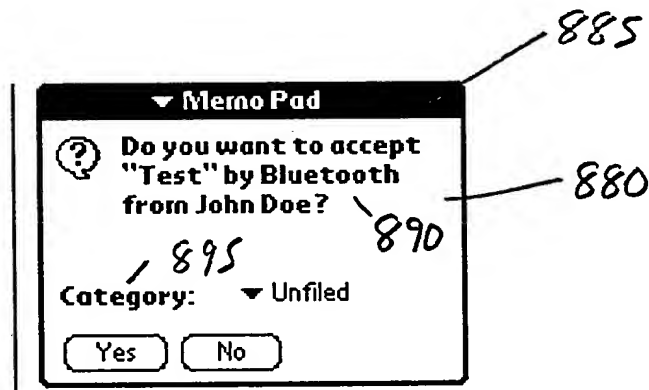 885
▼ Memo Pad
Do you want to accept
"Test" by Bluetooth
from John Doe?
880
890
895
Category: ▼ Unfiled
Yes No